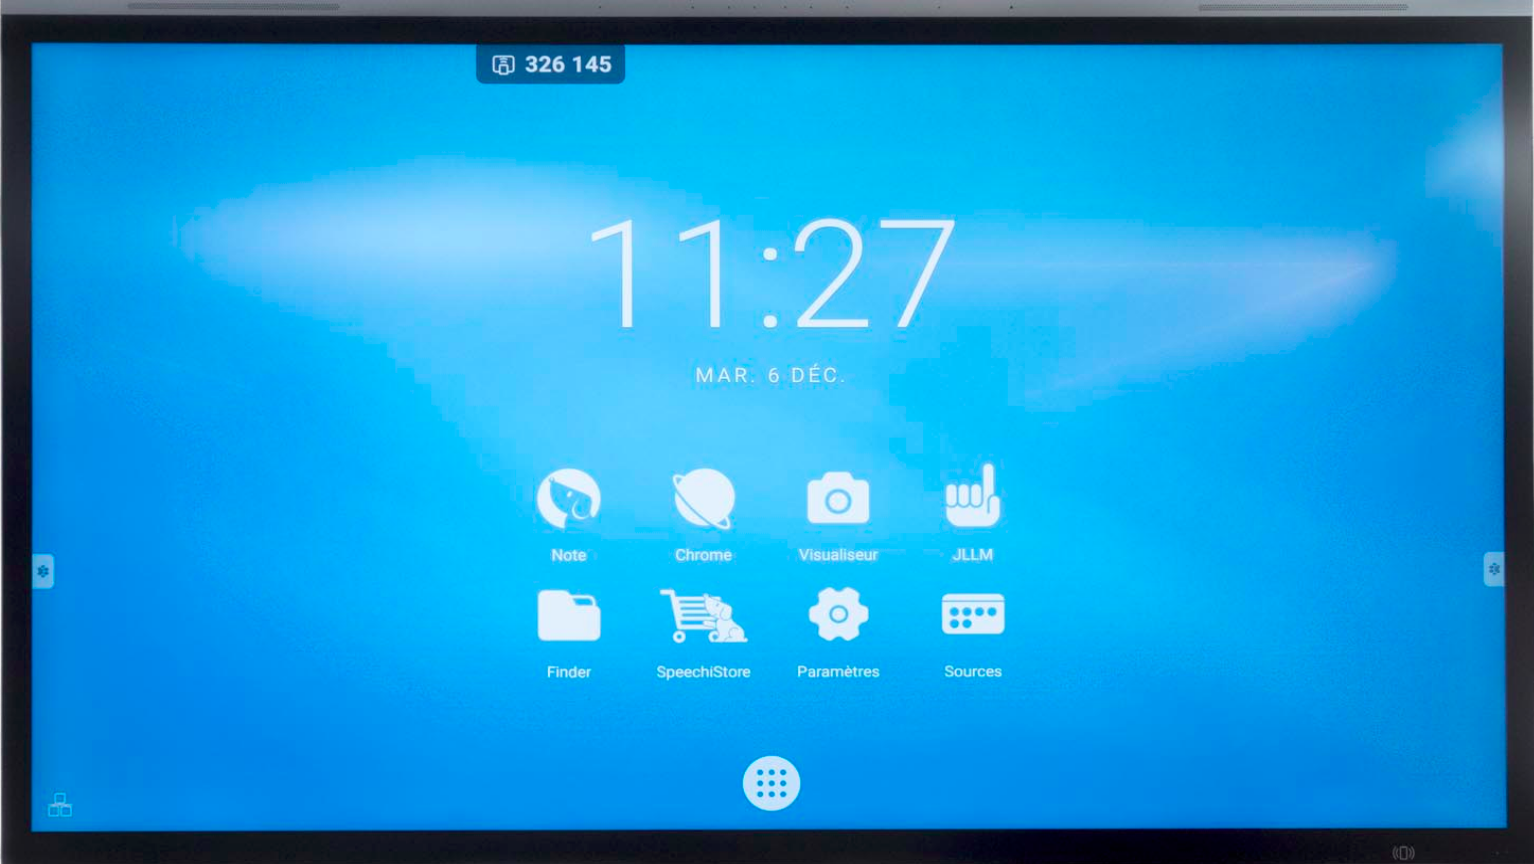 326 145
11:27
MAR. 6 DÉC.
Note Chrome Visualiseur JLLM
Finder SpeechiStore Paramètres Sources